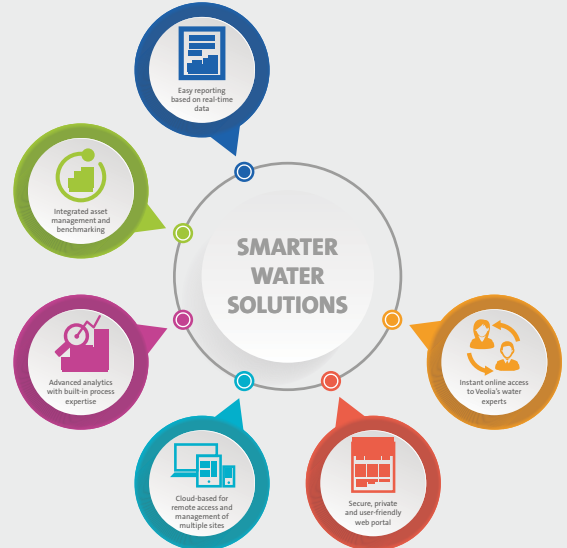 Easy reporting
based on real-time
data
Integrated asset
management and
benchmarking
SMARTER
WATER
SOLUTIONS
Advanced analytics
with built-in process
expertise
Instant online access
to Veolia's water
experts
Cloud-based for
remote access and
management of
multiple sites
Secure, private
and user-friendly
web portal